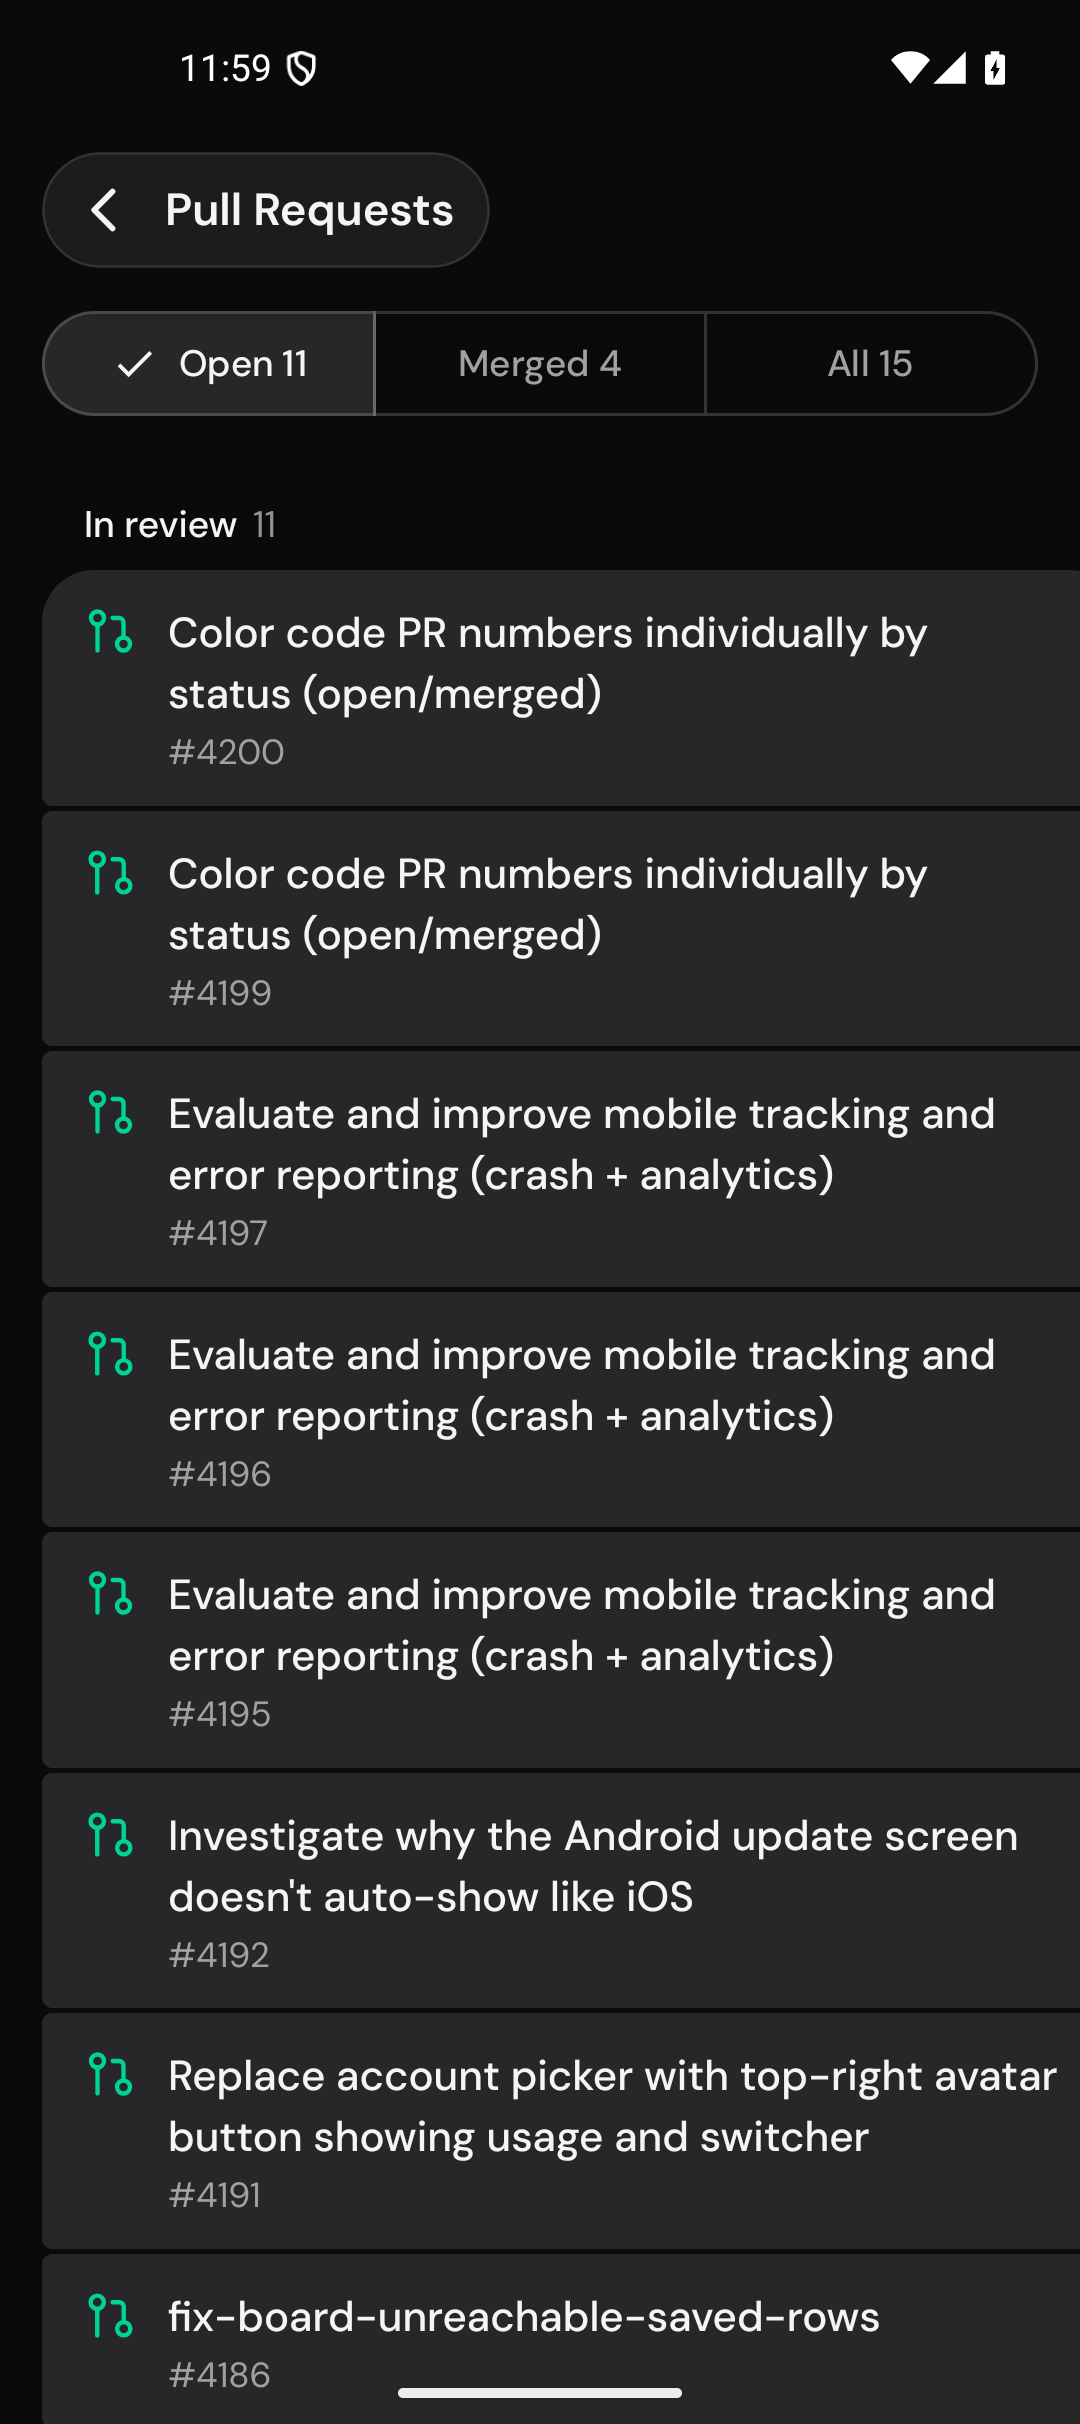 11:59
Pull Requests
Open 11
Merged 4
All 15
In review 11
Color code PR numbers individually by
status (open/merged)
#4200
Color code PR numbers individually by
status (open/merged)
#4199
Evaluate and improve mobile tracking and
error reporting (crash + analytics)
#4197
Evaluate and improve mobile tracking and
error reporting (crash + analytics)
#4196
Evaluate and improve mobile tracking and
error reporting (crash + analytics)
#4195
Investigate why the Android update screen
doesn't auto-show like iOS
#4192
Replace account picker with top-right avatar
button showing usage and switcher
#4191
fix-board-unreachable-saved-rows
#4186